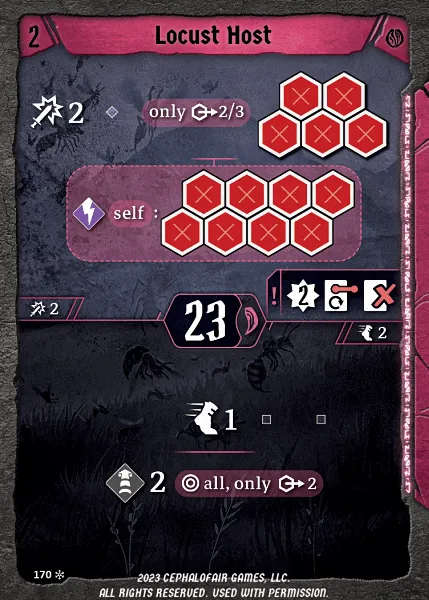 2 Locust Host
2 only 2/3
self :
2
! 2
23
2
1
2 all, only 2
170
2023 CEPHALOFAIR GAMES, LLC.
ALL RIGHTS RESERVED. USED WITH PERMISSION.